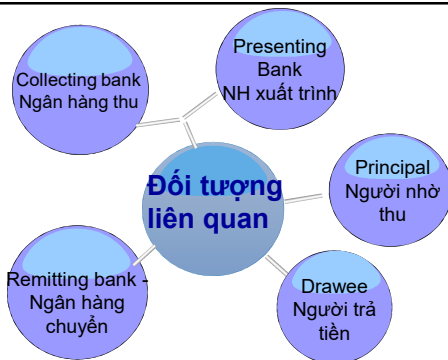 Collecting bank
Ngân hàng thu
Presenting
Bank
NH xuất trình
Đối tượng
liên quan
Principal
Người nhờ
thu
Remitting bank -
Ngân hàng
chuyển
Drawee
Người trả
tiền